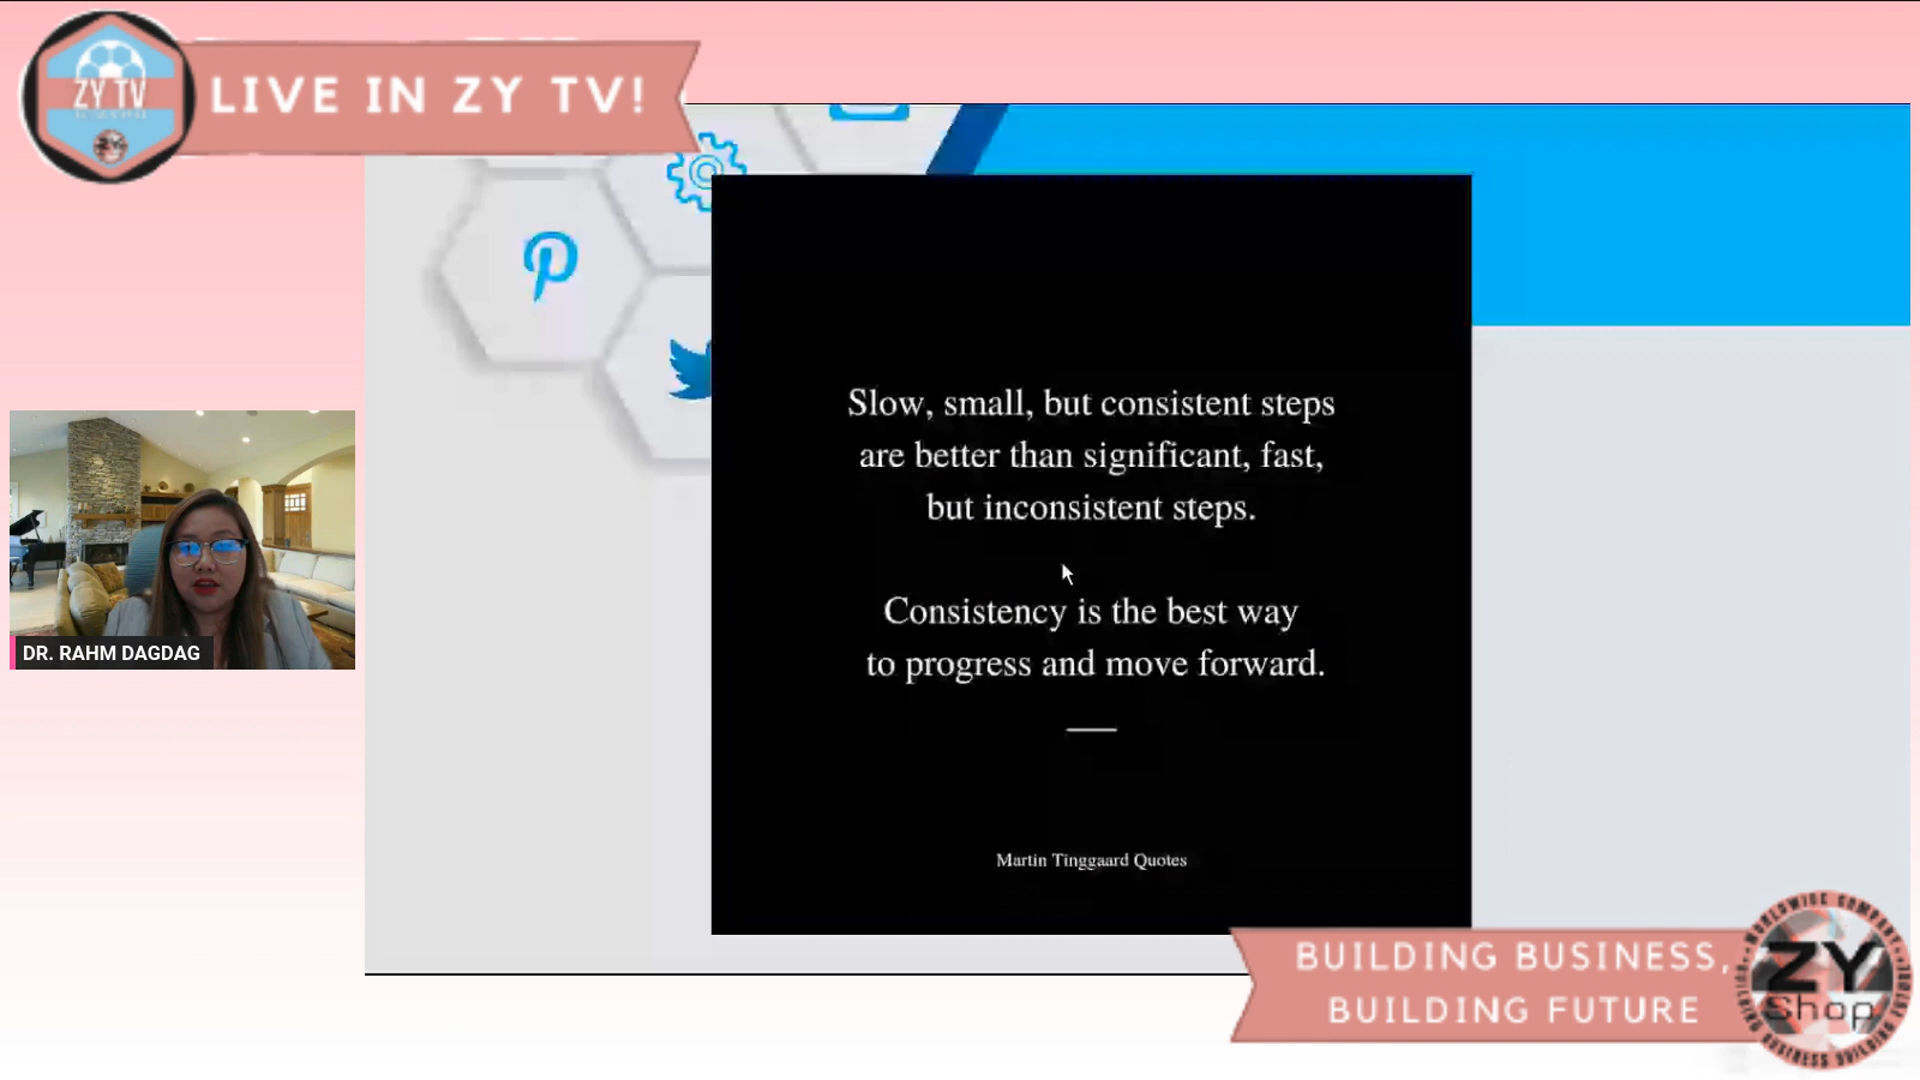 ZY TV
LIVE IN ZY TV!
Slow, small, but consistent steps
are better than significant, fast,
but inconsistent steps.
Consistency is the best way
to progress and move forward.
Martin Tinggaard Quotes
DR. RAHM DAGDAG
BUILDING BUSINESS,
BUILDING FUTURE
WORLDWIDE COMPANY
ZY
Shop